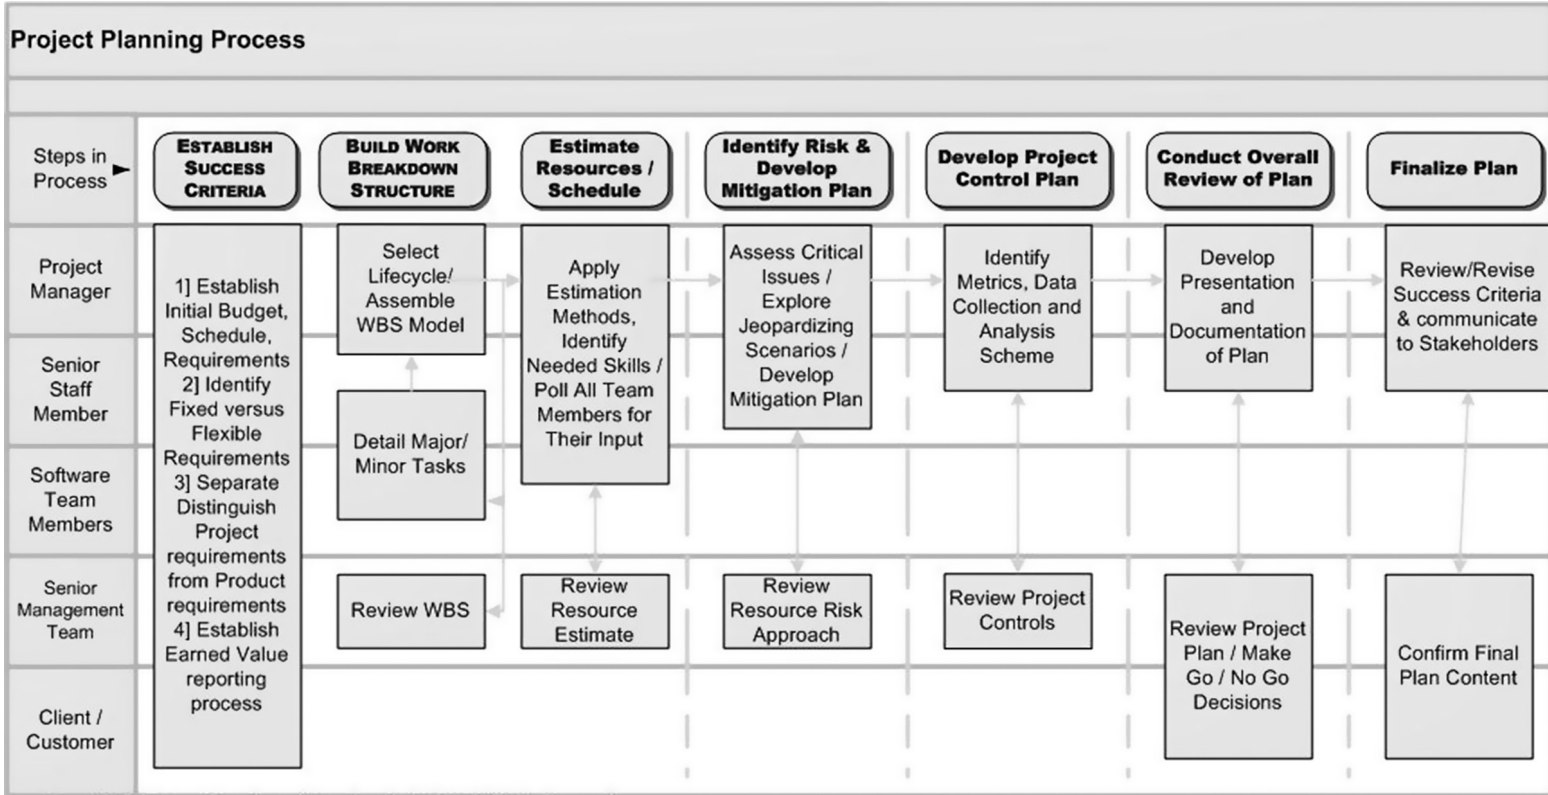 Project Planning Process
Steps in
Process
ESTABLISH
SUCCESS
CRITERIA
BUILD WORK
BREAKDOWN
STRUCTURE
Estimate
Resources /
Schedule
Identify Risk &
Develop
Mitigation Plan
Develop Project
Control Plan
Conduct Overall
Review of Plan
Finalize Plan
Project
Manager
Senior
Staff
Member
Software
Team
Members
Senior
Management
Team
Client /
Customer
1] Establish
Initial Budget,
Schedule,
Requirements
2] Identify
Fixed versus
Flexible
Requirements
3] Separate
Distinguish
Project
requirements
from Product
requirements
4] Establish
Earned Value
reporting
process
Select
Lifecycle/
Assemble
WBS Model
Detail Major/
Minor Tasks
Review WBS
Apply
Estimation
Methods,
Identify
Needed Skills /
Poll All Team
Members for
Their Input
Review
Resource
Estimate
Assess Critical
Issues /
Explore
Jeopardizing
Scenarios /
Develop
Mitigation Plan
Review
Resource Risk
Approach
Identify
Metrics, Data
Collection and
Analysis
Scheme
Review Project
Controls
Develop
Presentation
and
Documentation
of Plan
Review Project
Plan / Make
Go / No Go
Decisions
Review/Revise
Success Criteria
& communicate
to Stakeholders
Confirm Final
Plan Content